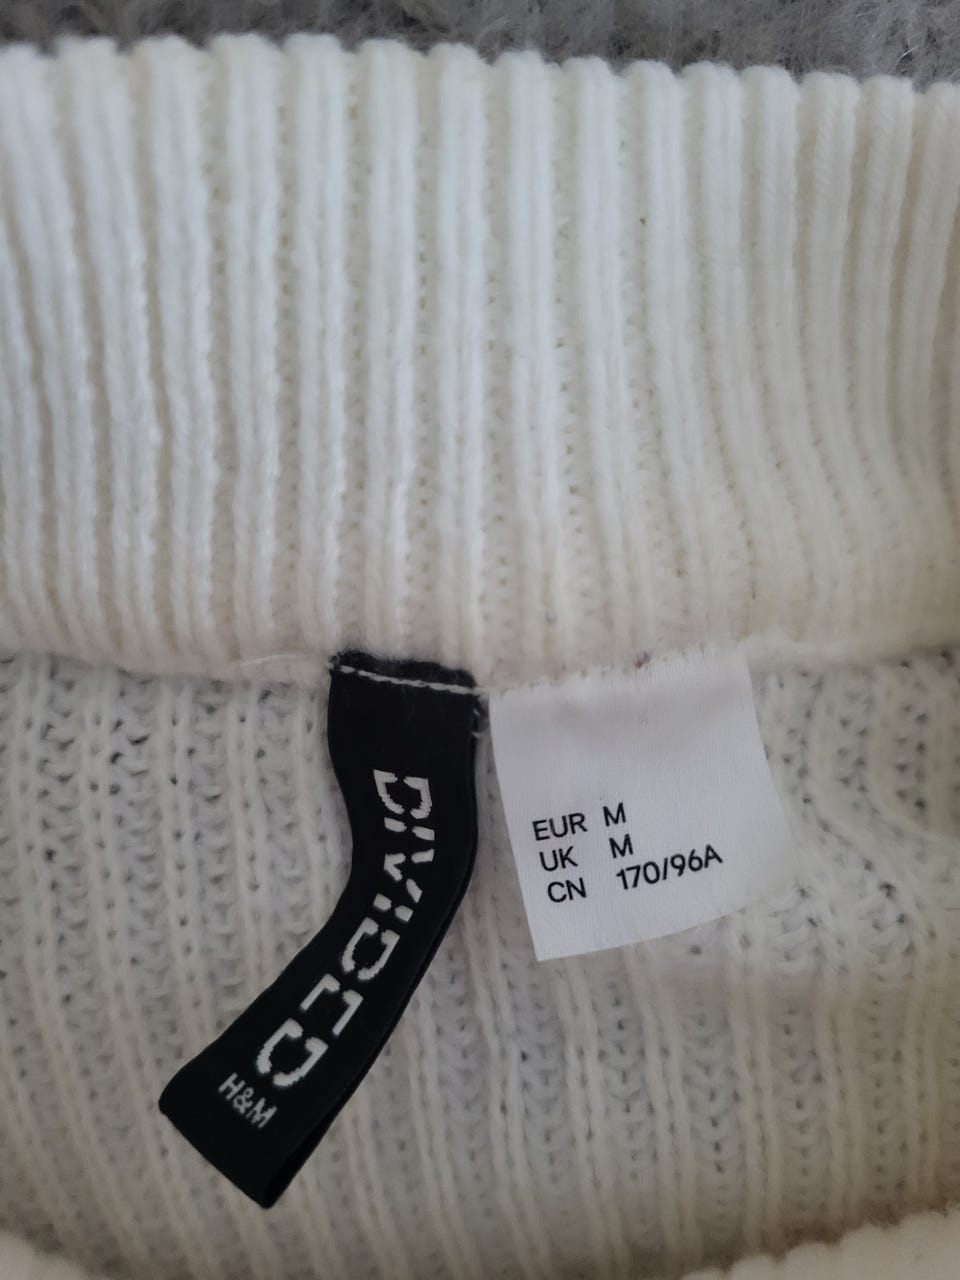 DIVIDED
H&M
EUR M
UK M
CN 170/96A